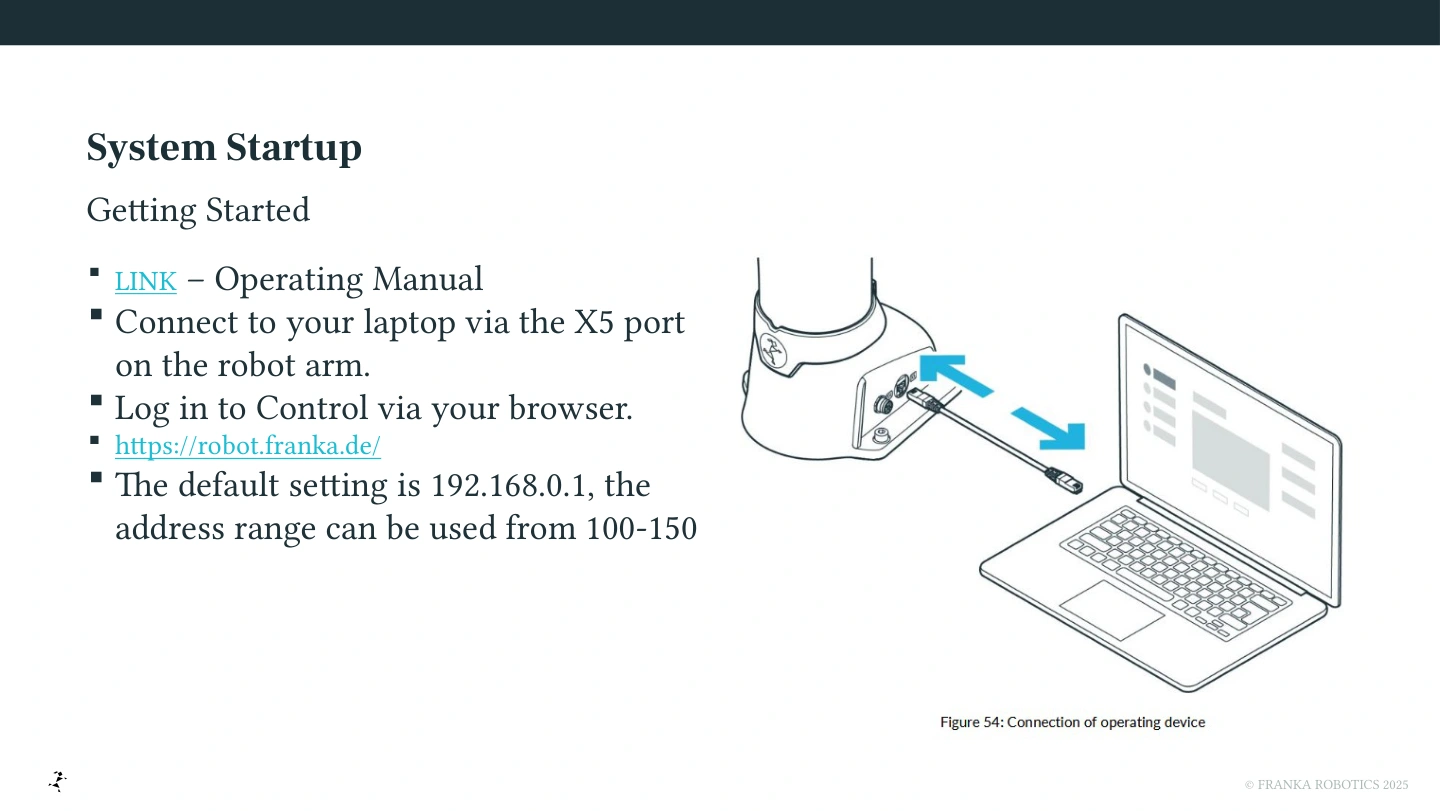 System Startup
Getting Started
▪ LINK – Operating Manual
▪ Connect to your laptop via the X5 port
on the robot arm.
▪ Log in to Control via your browser.
▪ https://robot.franka.de/
▪ The default setting is 192.168.0.1, the
address range can be used from 100-150
Figure 54: Connection of operating device
© FRANKA ROBOTICS 2025